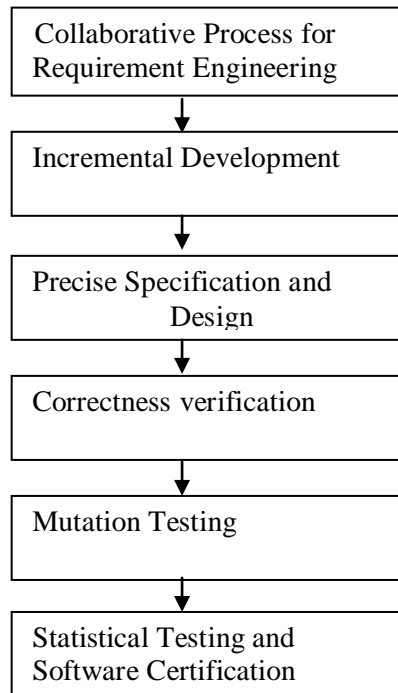 Collaborative Process for
Requirement Engineering
Incremental Development
Precise Specification and
Design
Correctness verification
Mutation Testing
Statistical Testing and
Software Certification